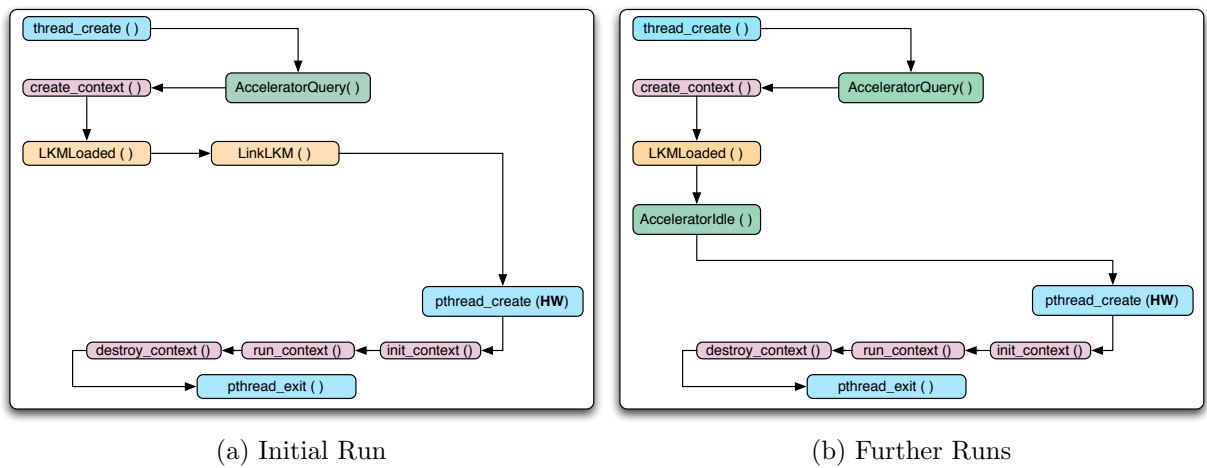 thread_create ( )
AcceleratorQuery( )
create_context ( )
LKMLoaded ( )
LinkLKM ( )
pthread_create (HW)
init_context ()
run_context ()
destroy_context ()
pthread_exit ( )
(a) Initial Run
thread_create ( )
AcceleratorQuery( )
create_context ( )
LKMLoaded ( )
AcceleratorIdle ( )
pthread_create (HW)
init_context ()
run_context ()
destroy_context ()
pthread_exit ( )
(b) Further Runs